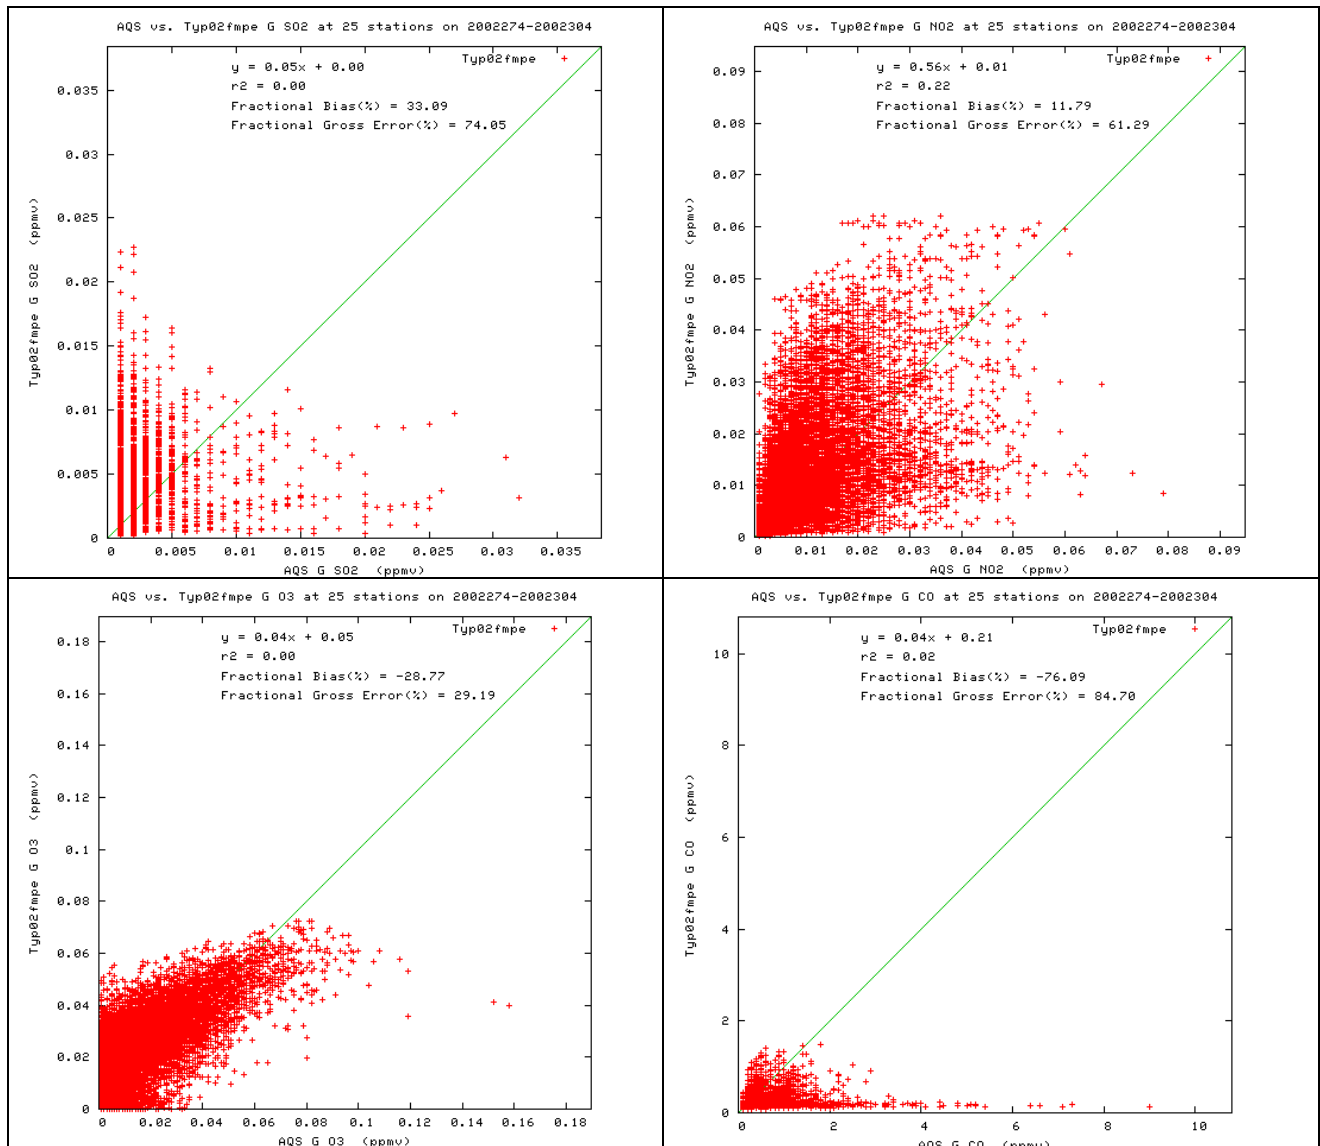 AQS vs. Typ02fmpe G SO2 at 25 stations on 2002274-2002304
Typ02fmpe
y = 0.05x + 0.00
r2 = 0.00
Fractional Bias(%) = 33.09
Fractional Gross Error(%) = 74.05
0.035
0.03
0.025
0.02
0.015
0.01
0.005
0
Typ02fmpe G SO2 (ppmv)
0 0.005 0.01 0.015 0.02 0.025 0.03 0.035
AQS G SO2 (ppmv)
AQS vs. Typ02fmpe G NO2 at 25 stations on 2002274-2002304
Typ02fmpe
y = 0.56x + 0.01
r2 = 0.22
Fractional Bias(%) = 11.79
Fractional Gross Error(%) = 61.29
0.09
0.08
0.07
0.06
0.05
0.04
0.03
0.02
0.01
0
Typ02fmpe G NO2 (ppmv)
0 0.01 0.02 0.03 0.04 0.05 0.06 0.07 0.08 0.09
AQS G NO2 (ppmv)
AQS vs. Typ02fmpe G O3 at 25 stations on 2002274-2002304
Typ02fmpe
y = 0.04x + 0.05
r2 = 0.00
Fractional Bias(%) = -28.77
Fractional Gross Error(%) = 29.19
0.18
0.16
0.14
0.12
0.1
0.08
0.06
0.04
0.02
0
Typ02fmpe G O3 (ppmv)
0 0.02 0.04 0.06 0.08 0.1 0.12 0.14 0.16 0.18
AQS G O3 (ppmv)
AQS vs. Typ02fmpe G CO at 25 stations on 2002274-2002304
Typ02fmpe
y = 0.04x + 0.21
r2 = 0.02
Fractional Bias(%) = -76.09
Fractional Gross Error(%) = 84.70
10
8
6
4
2
0
Typ02fmpe G CO (ppmv)
0 2 4 6 8 10
AQS G CO (ppmv)